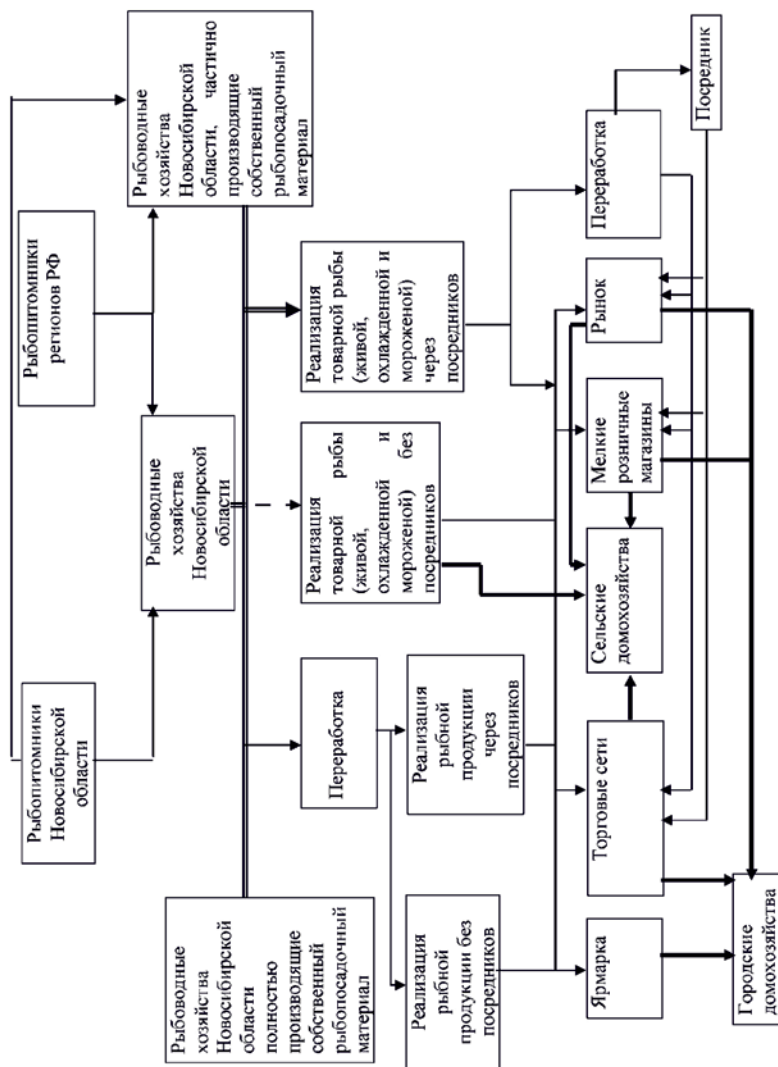 Рыбопитомники
Новосибирской
области
Рыбопитомники
регионов РФ
Рыбоводные
хозяйства
Новосибирской
области полностью
производящие
собственный
рыбопосадочный
материал
Рыбоводные
хозяйства
Новосибирской
области
Рыбоводные
хозяйства
Новосибирской
области, частично
производящие
собственный
рыбопосадочный
материал
Переработка
Реализация
товарной рыбы
(живой,
охлажденной и
мороженой) без
посредников
Реализация
товарной рыбы
(живой,
охлажденной и
мороженой)
через
посредников
Реализация
рыбной
продукции без
посредников
Реализация
рыбной
продукции
через
посредников
Ярмарка
Торговые сети
Сельские
домохозяйства
Мелкие
розничные
магазины
Рынок
Переработка
Городские
домохозяйства
Посредник